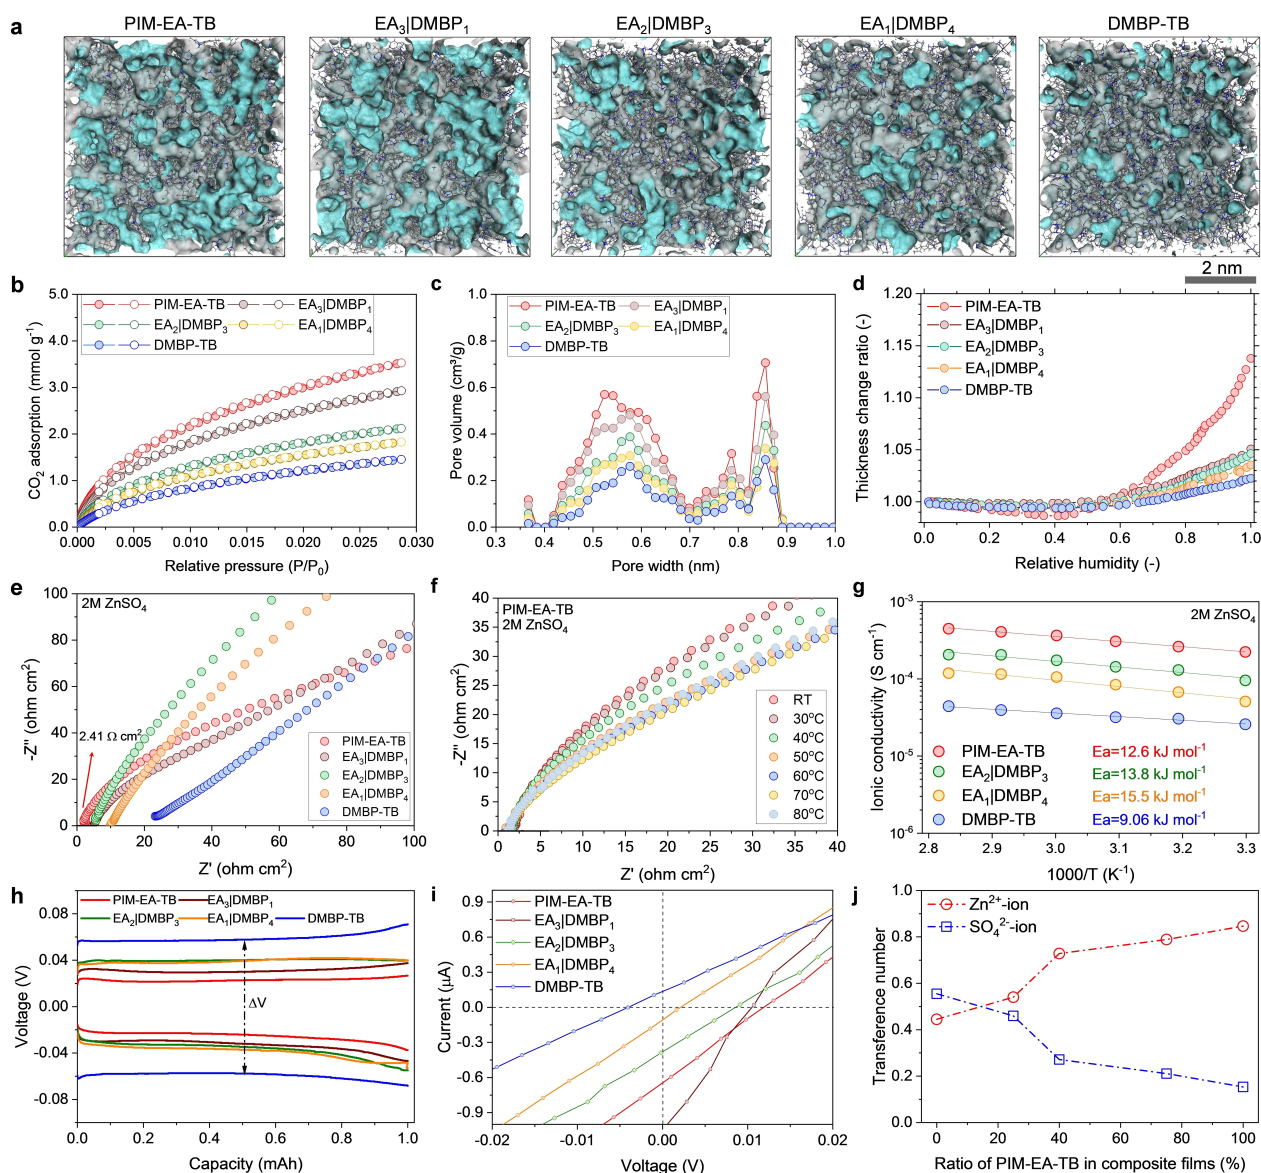 a
PIM-EA-TB
EA₃|DMBP₁
EA₂|DMBP₃
EA₁|DMBP₄
DMBP-TB
2 nm
b
5.0
4.0
3.0
2.0
1.0
0.0
CO₂ adsorption (mmol g⁻¹)
PIM-EA-TB
EA₃|DMBP₁
EA₂|DMBP₃
EA₁|DMBP₄
DMBP-TB
0.000 0.005 0.010 0.015 0.020 0.025 0.030
Relative pressure (P/P₀)
c
1.0
0.8
0.6
0.4
0.2
0.0
Pore volume (cm³/g)
PIM-EA-TB
EA₃|DMBP₁
EA₂|DMBP₃
EA₁|DMBP₄
DMBP-TB
0.3 0.4 0.5 0.6 0.7 0.8 0.9 1.0
Pore width (nm)
d
1.20
1.15
1.10
1.05
1.00
Thickness change ratio (-)
PIM-EA-TB
EA₃|DMBP₁
EA₂|DMBP₃
EA₁|DMBP₄
DMBP-TB
0.0 0.2 0.4 0.6 0.8 1.0
Relative humidity (-)
e
100
80
60
40
20
0
-Z'' (ohm cm²)
2M ZnSO₄
2.41 Ω cm²
PIM-EA-TB
EA₃|DMBP₁
EA₂|DMBP₃
EA₁|DMBP₄
DMBP-TB
0 20 40 60 80 100
Z' (ohm cm²)
f
40
35
30
25
20
15
10
5
0
-Z'' (ohm cm²)
PIM-EA-TB
2M ZnSO₄
RT
30°C
40°C
50°C
60°C
70°C
80°C
0 5 10 15 20 25 30 35 40
Z' (ohm cm²)
g
10⁻³
10⁻⁴
10⁻⁵
10⁻⁶
Ionic conductivity (S cm⁻¹)
2M ZnSO₄
PIM-EA-TB Ea=12.6 kJ mol⁻¹
EA₂|DMBP₃ Ea=13.8 kJ mol⁻¹
EA₁|DMBP₄ Ea=15.5 kJ mol⁻¹
DMBP-TB Ea=9.06 kJ mol⁻¹
2.8 2.9 3.0 3.1 3.2 3.3
1000/T (K⁻¹)
h
0.08
0.04
0.00
-0.04
-0.08
Voltage (V)
PIM-EA-TB
EA₃|DMBP₁
EA₂|DMBP₃
EA₁|DMBP₄
DMBP-TB
ΔV
0.0 0.2 0.4 0.6 0.8 1.0
Capacity (mAh)
i
0.9
0.6
0.3
0.0
-0.3
-0.6
-0.9
Current (μA)
PIM-EA-TB
EA₃|DMBP₁
EA₂|DMBP₃
EA₁|DMBP₄
DMBP-TB
-0.02 -0.01 0.00 0.01 0.02
Voltage (V)
j
1.0
0.8
0.6
0.4
0.2
0.0
Transference number
Zn²⁺-ion
SO₄²⁻-ion
0 20 40 60 80 100
Ratio of PIM-EA-TB in composite films (%)